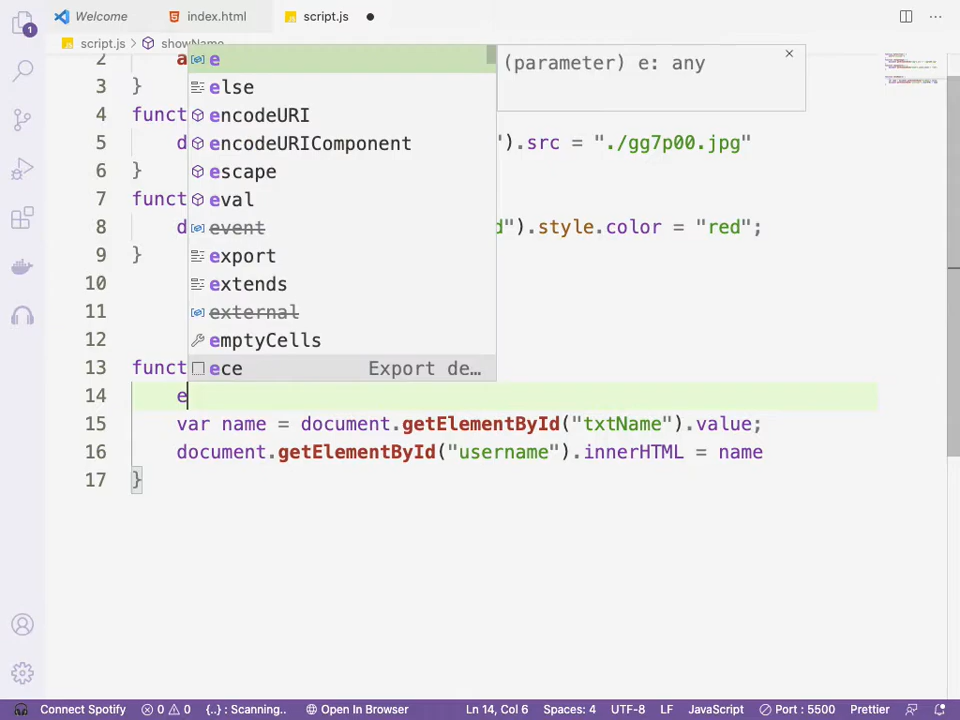 Welcome index.html script.js
script.js showName
2 a
e
(parameter) e: any
3 }
else
4 funct
encodeURI
5 d
encodeURIComponent
").src = "./gg7p00.jpg"
6 }
escape
7 funct
eval
8 d
event
d").style.color = "red";
9 }
export
10
extends
11
external
12
emptyCells
13 funct
ece Export de…
14 e
15 var name = document.getElementById("txtName").value;
16 document.getElementById("username").innerHTML = name
17 }
1
Connect Spotify 0 0 {..} : Scanning.. Open In Browser Ln 14, Col 6 Spaces: 4 UTF-8 LF JavaScript Port : 5500 Prettier